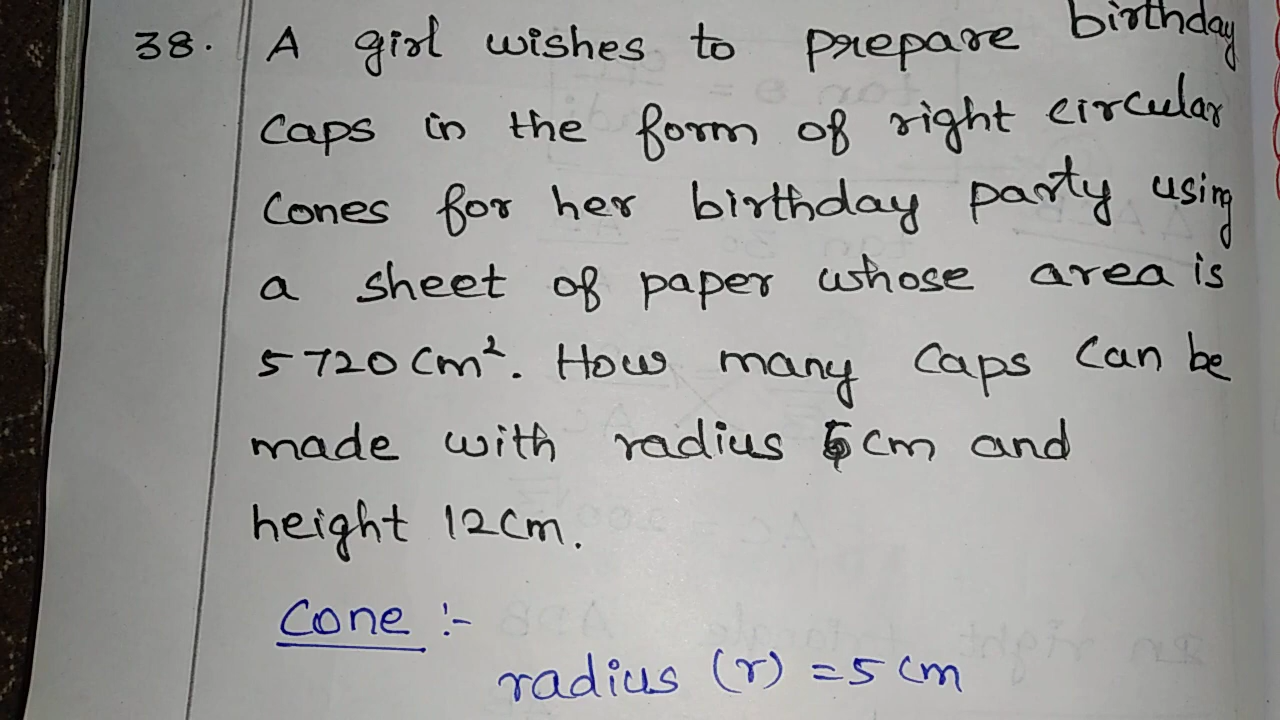 38. A girl wishes to prepare birthday
caps in the form of right circular
cones for her birthday party using
a sheet of paper whose area is
5720 cm². How many caps can be
made with radius 5 cm and
height 12 cm.
Cone :-
radius (r) = 5 cm